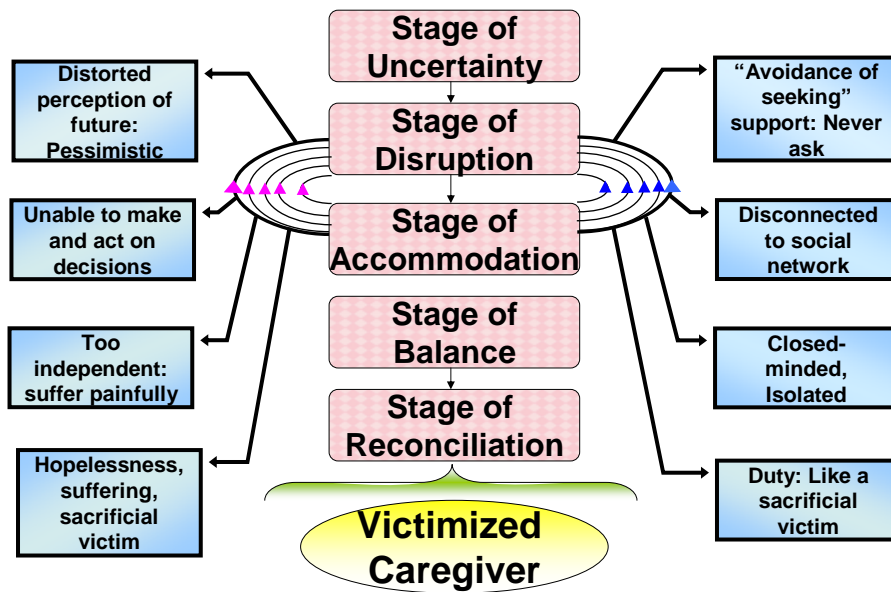 Stage of
Uncertainty
Stage of
Disruption
Stage of
Accommodation
Stage of
Balance
Stage of
Reconciliation
Victimized
Caregiver
Distorted
perception of
future:
Pessimistic
Unable to make
and act on
decisions
Too
independent:
suffer painfully
Hopelessness,
suffering,
sacrificial
victim
“Avoidance of
seeking”
support: Never
ask
Disconnected
to social
network
Closed-
minded,
Isolated
Duty: Like a
sacrificial
victim